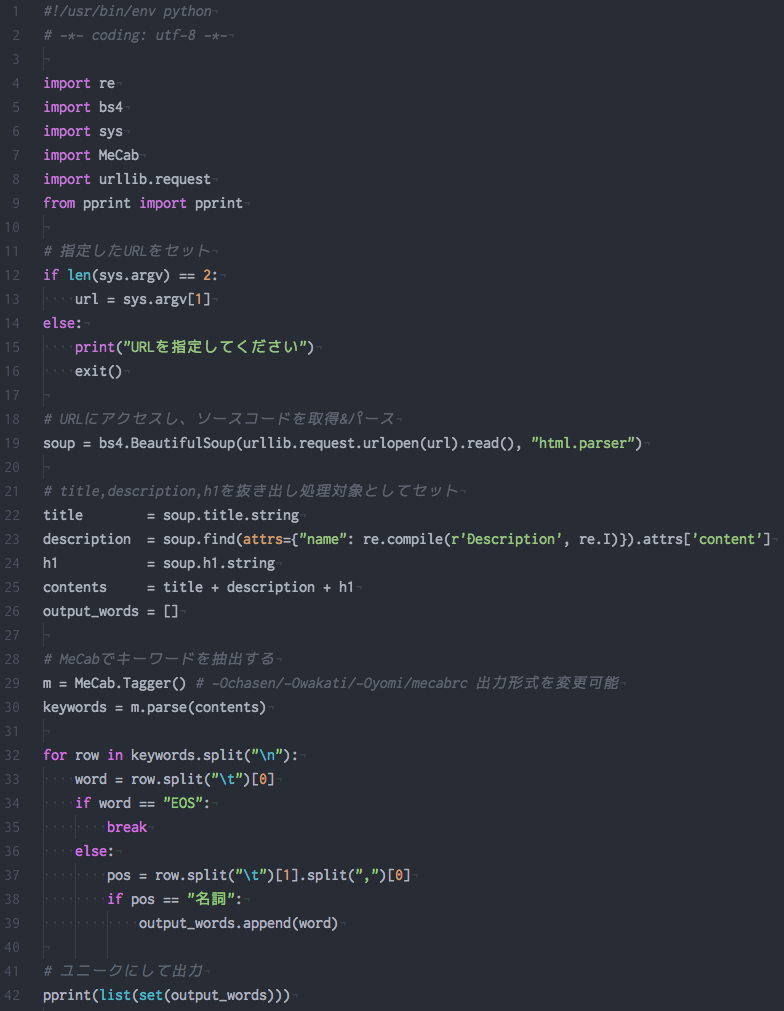 1 #!/usr/bin/env python
2 # -*- coding: utf-8 -*-
3
4 import re
5 import bs4
6 import sys
7 import MeCab
8 import urllib.request
9 from pprint import pprint
10
11 # 指定したURLをセット
12 if len(sys.argv) == 2:
13     url = sys.argv[1]
14 else:
15     print("URLを指定してください")
16     exit()
17
18 # URLにアクセスし、ソースコードを取得&パース
19 soup = bs4.BeautifulSoup(urllib.request.urlopen(url).read(), "html.parser")
20
21 # title,description,h1を抜き出し処理対象としてセット
22 title        = soup.title.string
23 description  = soup.find(attrs={"name": re.compile(r'Description', re.I)}).attrs['content']
24 h1           = soup.h1.string
25 contents     = title + description + h1
26 output_words = []
27
28 # MeCabでキーワードを抽出する
29 m = MeCab.Tagger() # -Ochasen/-Owakati/-Oyomi/mecabrc 出力形式を変更可能
30 keywords = m.parse(contents)
31
32 for row in keywords.split("\n"):
33     word = row.split("\t")[0]
34     if word == "EOS":
35         break
36     else:
37         pos = row.split("\t")[1].split(",")[0]
38         if pos == "名詞":
39             output_words.append(word)
40
41 # ユニークにして出力
42 pprint(list(set(output_words)))